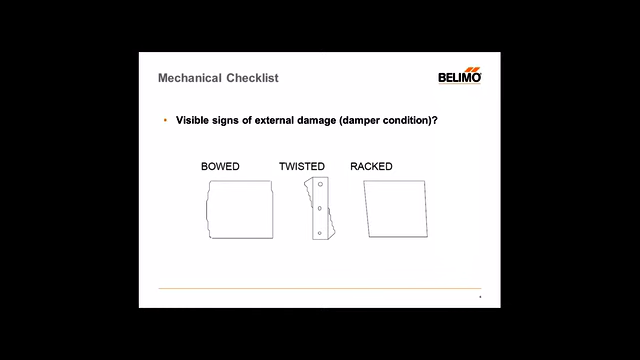 Mechanical Checklist
BELIMO
• Visible signs of external damage (damper condition)?
BOWED TWISTED RACKED